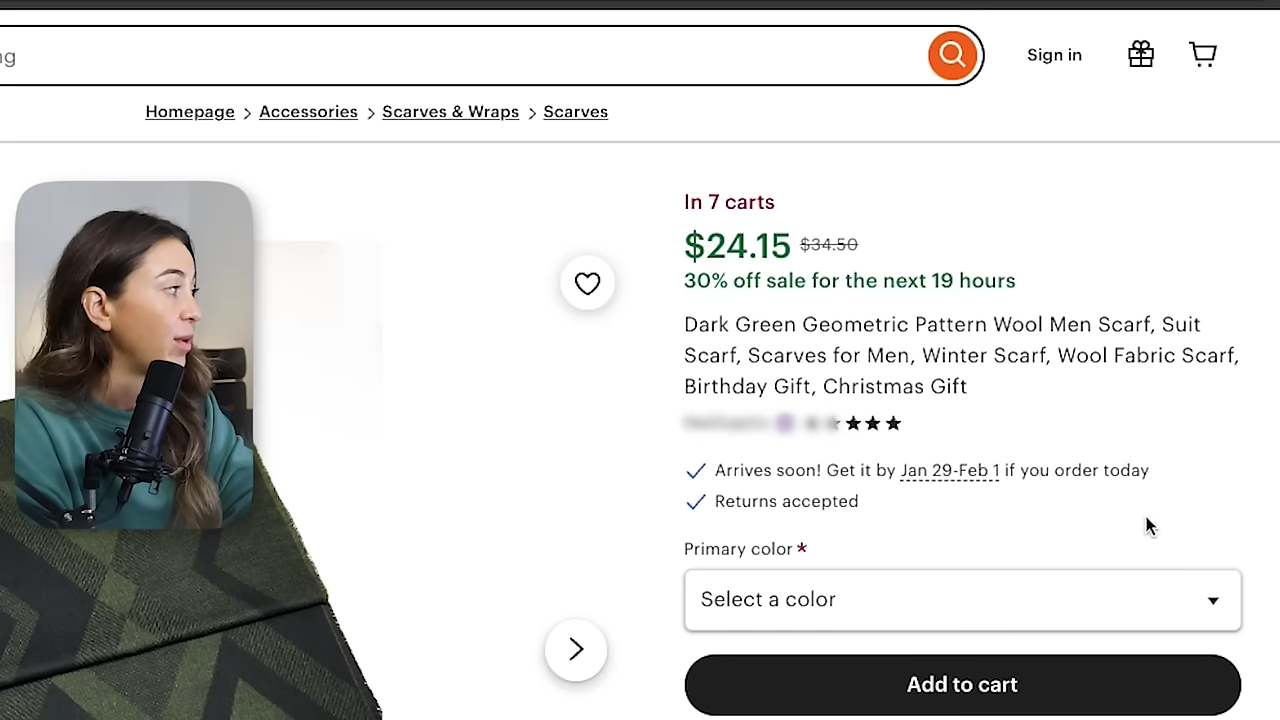 ng
Sign in
Homepage > Accessories > Scarves & Wraps > Scarves
In 7 carts
$24.15 $34.50
30% off sale for the next 19 hours
Dark Green Geometric Pattern Wool Men Scarf, Suit
Scarf, Scarves for Men, Winter Scarf, Wool Fabric Scarf,
Birthday Gift, Christmas Gift
Arrives soon! Get it by Jan 29-Feb 1 if you order today
Returns accepted
Primary color *
Select a color
Add to cart